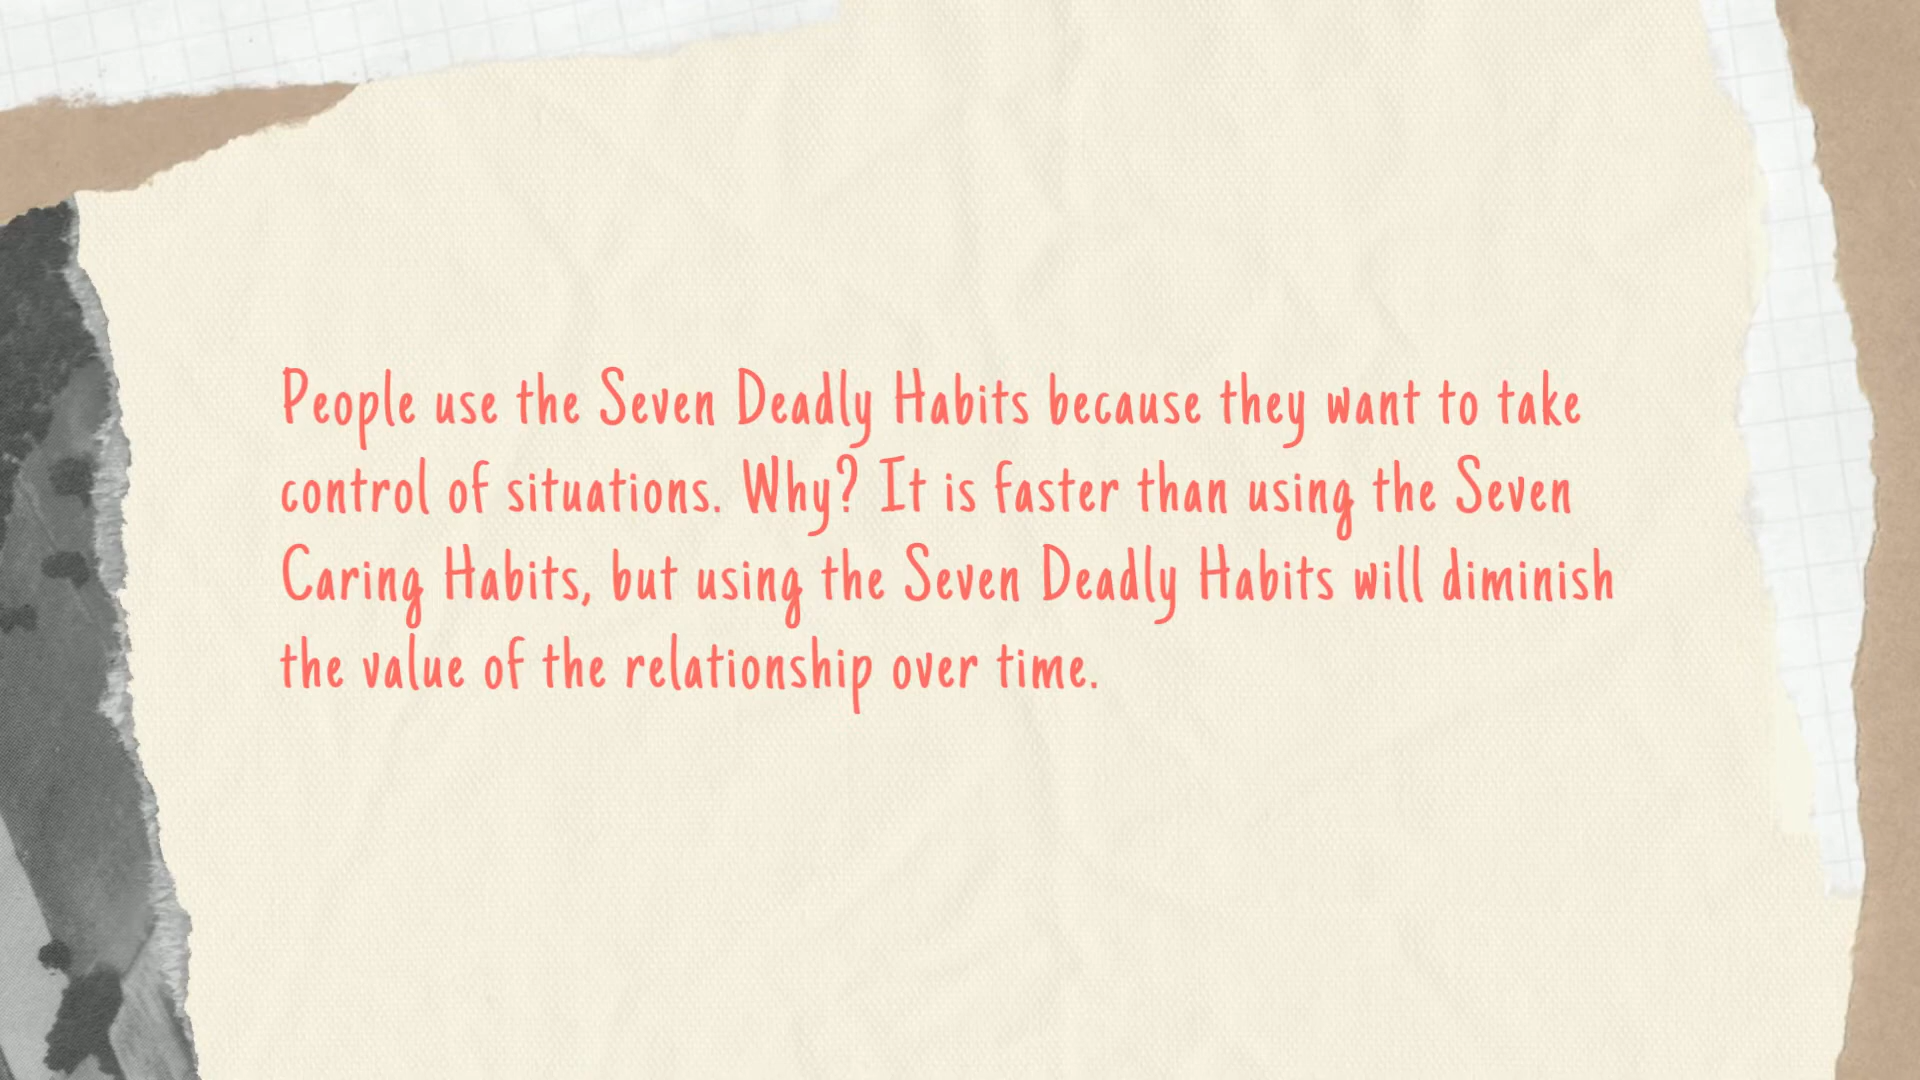 People use the Seven Deadly Habits because they want to take
control of situations. Why? It is faster than using the Seven
Caring Habits, but using the Seven Deadly Habits will diminish
the value of the relationship over time.